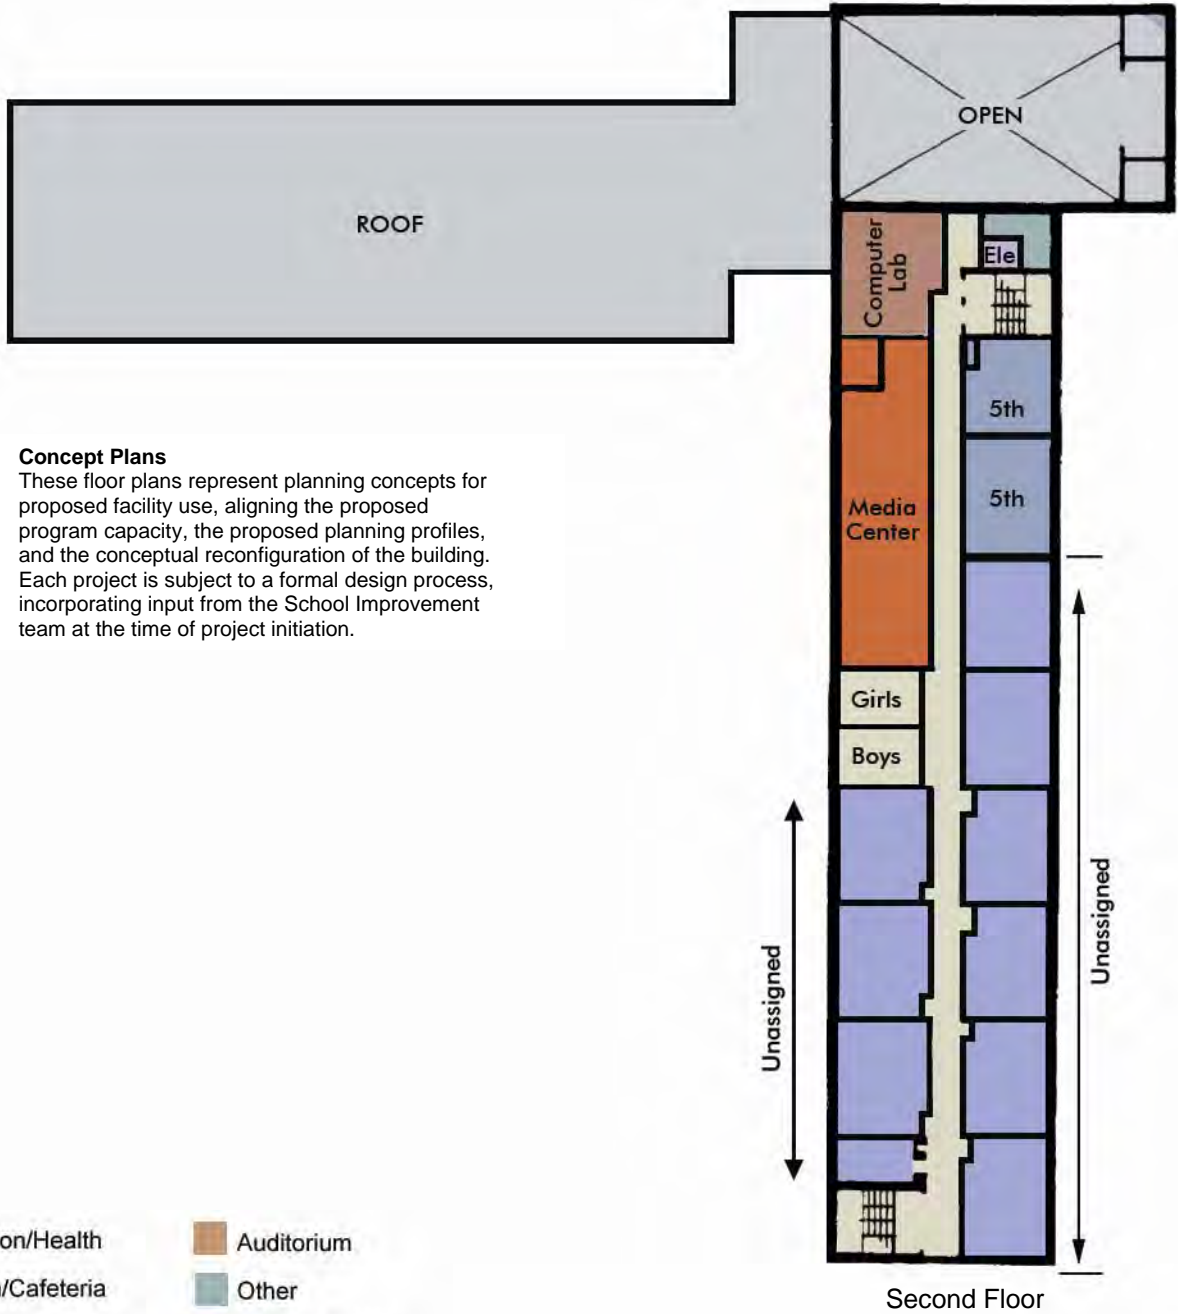 OPEN
ROOF
Computer
Lab
Ele
5th
5th
Concept Plans
These floor plans represent planning concepts for
proposed facility use, aligning the proposed
program capacity, the proposed planning profiles,
and the conceptual reconfiguration of the building.
Each project is subject to a formal design process,
incorporating input from the School Improvement
team at the time of project initiation.
Media
Center
Girls
Boys
Unassigned
Unassigned
on/Health
Auditorium
/Cafeteria
Other
Second Floor